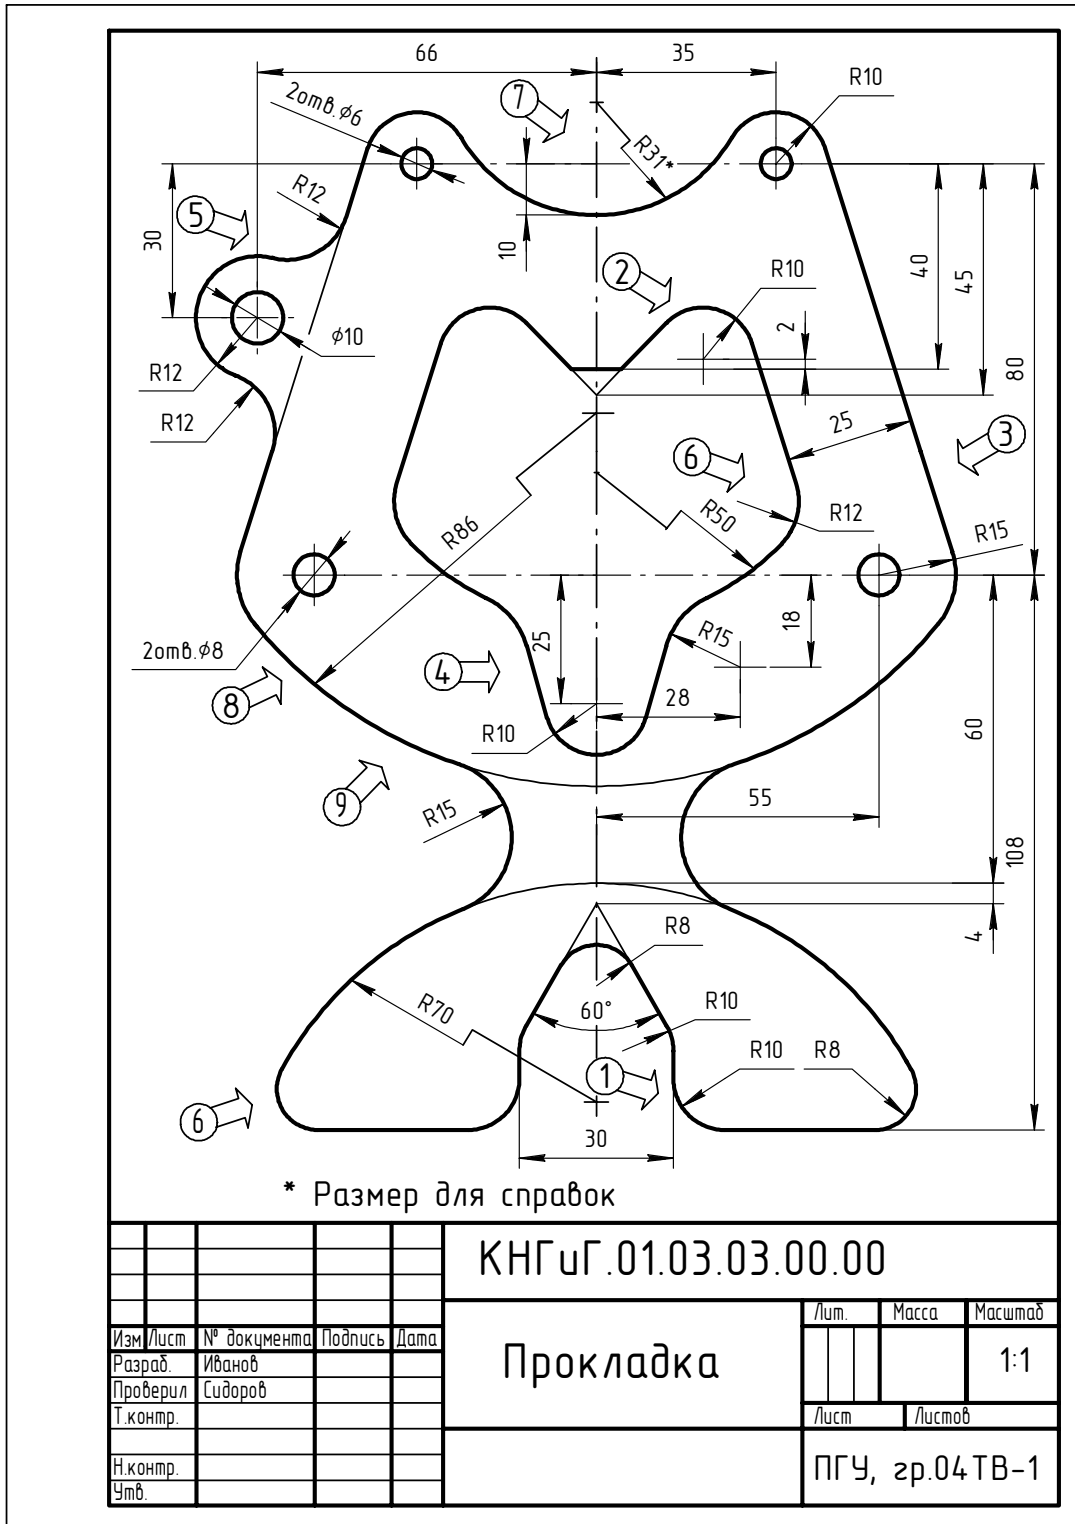 66
35
R10
2отв.⌀6
7
R31*
R12
5
30
10
2
R10
2
40
45
80
⌀10
R12
R12
25
3
6
R86
R50
R12
R15
25
18
R15
2отв.⌀8
4
8
28
R10
60
9
R15
55
108
4
R8
R70
60°
R10
R10
R8
1
6
30
* Размер для справок
КНГиГ.01.03.03.00.00
Лит.
Масса
Масштаб
Изм
Лист
№ документа
Подпись
Дата
Прокладка
1:1
Разраб.
Иванов
Проверил
Сидоров
Т.контр.
Лист
Листов
Н.контр.
ПГУ, гр.04ТВ-1
Утв.